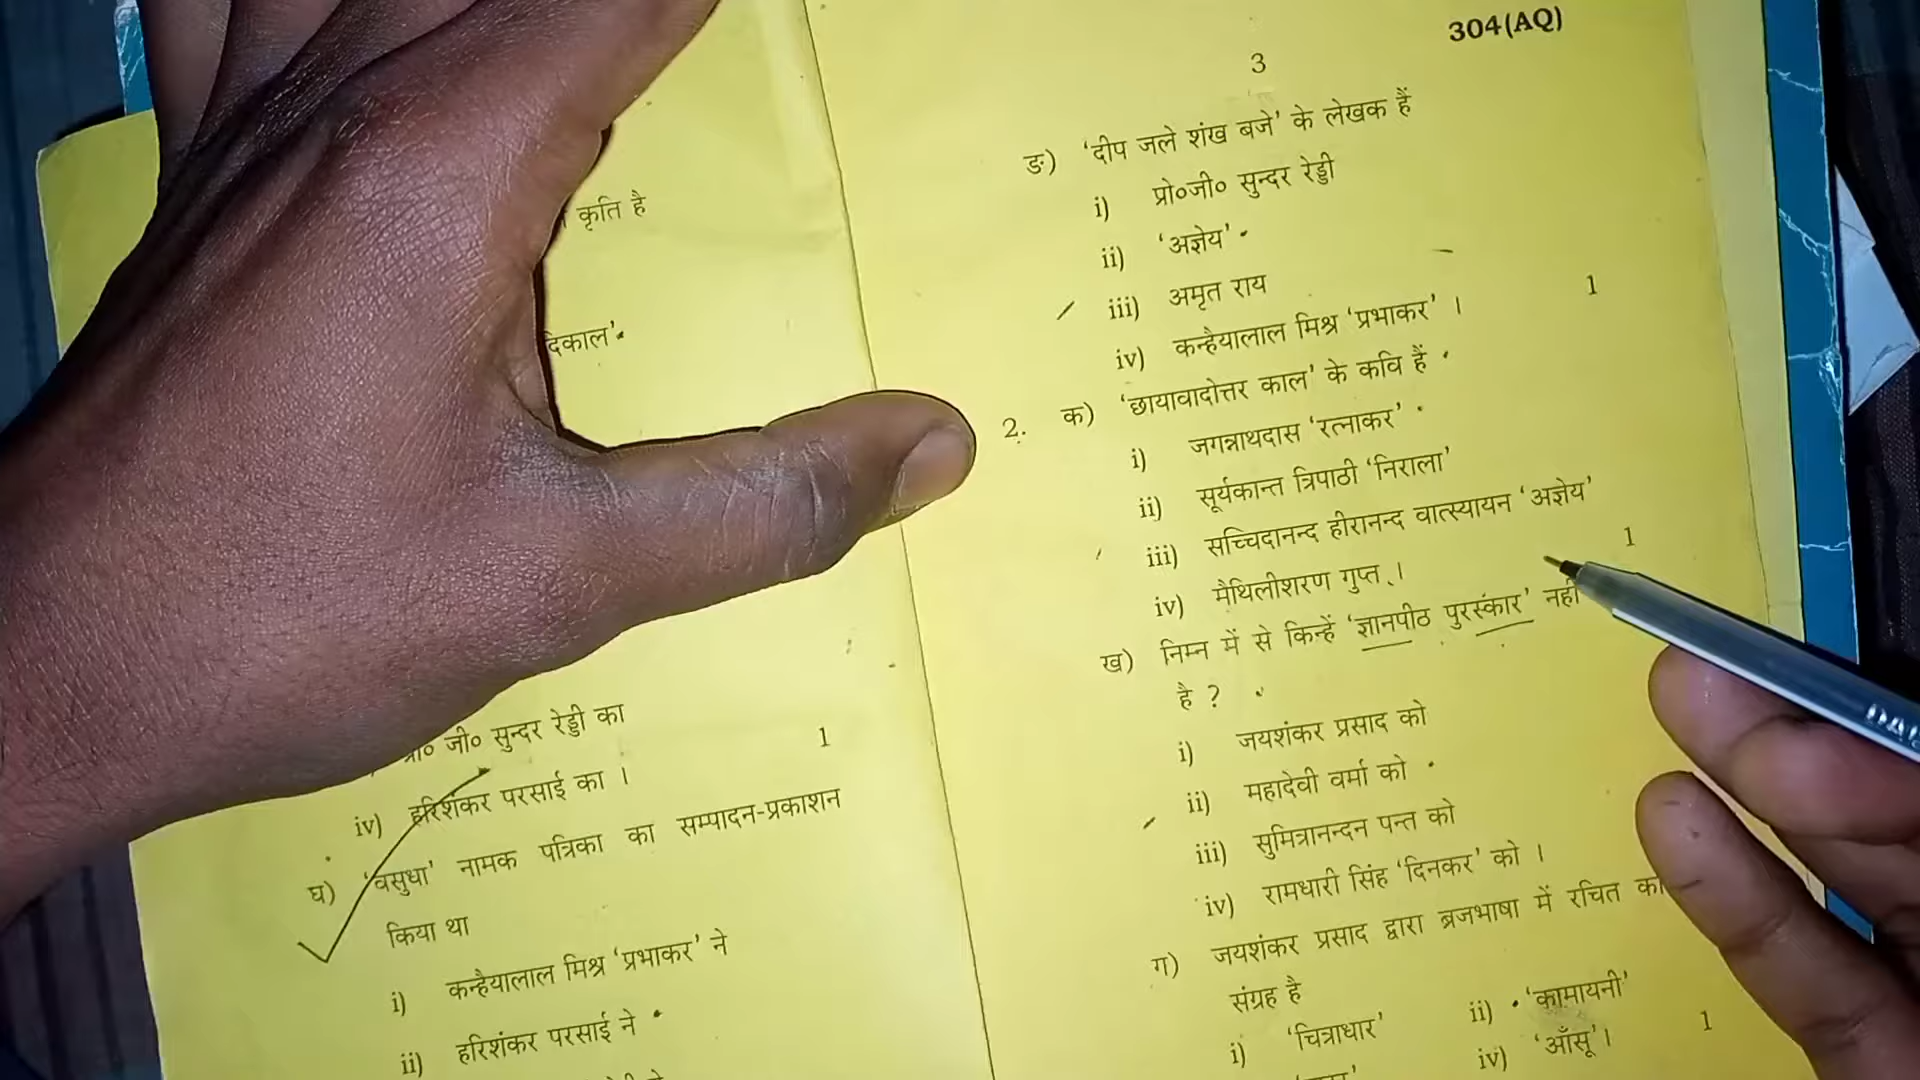 कृति है
प्रो० जी० सुन्दर रेड्डी का
iv) हरिशंकर परसाई का । 1
घ) 'वसुधा' नामक पत्रिका का सम्पादन-प्रकाशन
किया था
i) कन्हैयालाल मिश्र 'प्रभाकर' ने
ii) हरिशंकर परसाई ने
304(AQ)
3
ङ) 'दीप जले शंख बजे' के लेखक हैं
i) प्रो०जी० सुन्दर रेड्डी
ii) 'अज्ञेय'
iii) अमृत राय
iv) कन्हैयालाल मिश्र 'प्रभाकर' । 1
2. क) 'छायावादोत्तर काल' के कवि हैं
i) जगन्नाथदास 'रत्नाकर'
ii) सूर्यकान्त त्रिपाठी 'निराला'
iii) सच्चिदानन्द हीरानन्द वात्स्यायन 'अज्ञेय'
iv) मैथिलीशरण गुप्त । 1
ख) निम्न में से किन्हें 'ज्ञानपीठ पुरस्कार' नहीं
है ?
i) जयशंकर प्रसाद को
ii) महादेवी वर्मा को
iii) सुमित्रानन्दन पन्त को
iv) रामधारी सिंह 'दिनकर' को ।
ग) जयशंकर प्रसाद द्वारा ब्रजभाषा में रचित
संग्रह है
i) 'चित्राधार' ii) 'कामायनी'
iv) 'आँसू' । 1